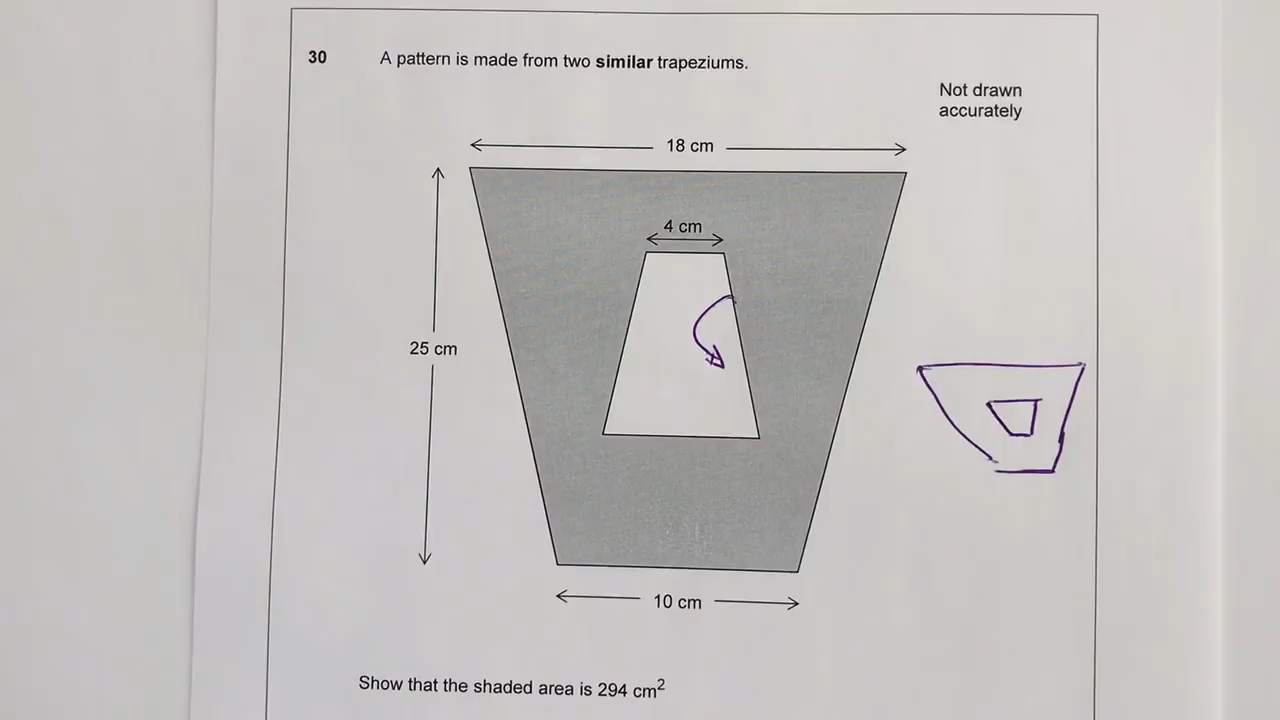 30 A pattern is made from two similar trapeziums.
Not drawn
accurately
18 cm
4 cm
25 cm
10 cm
Show that the shaded area is 294 cm²